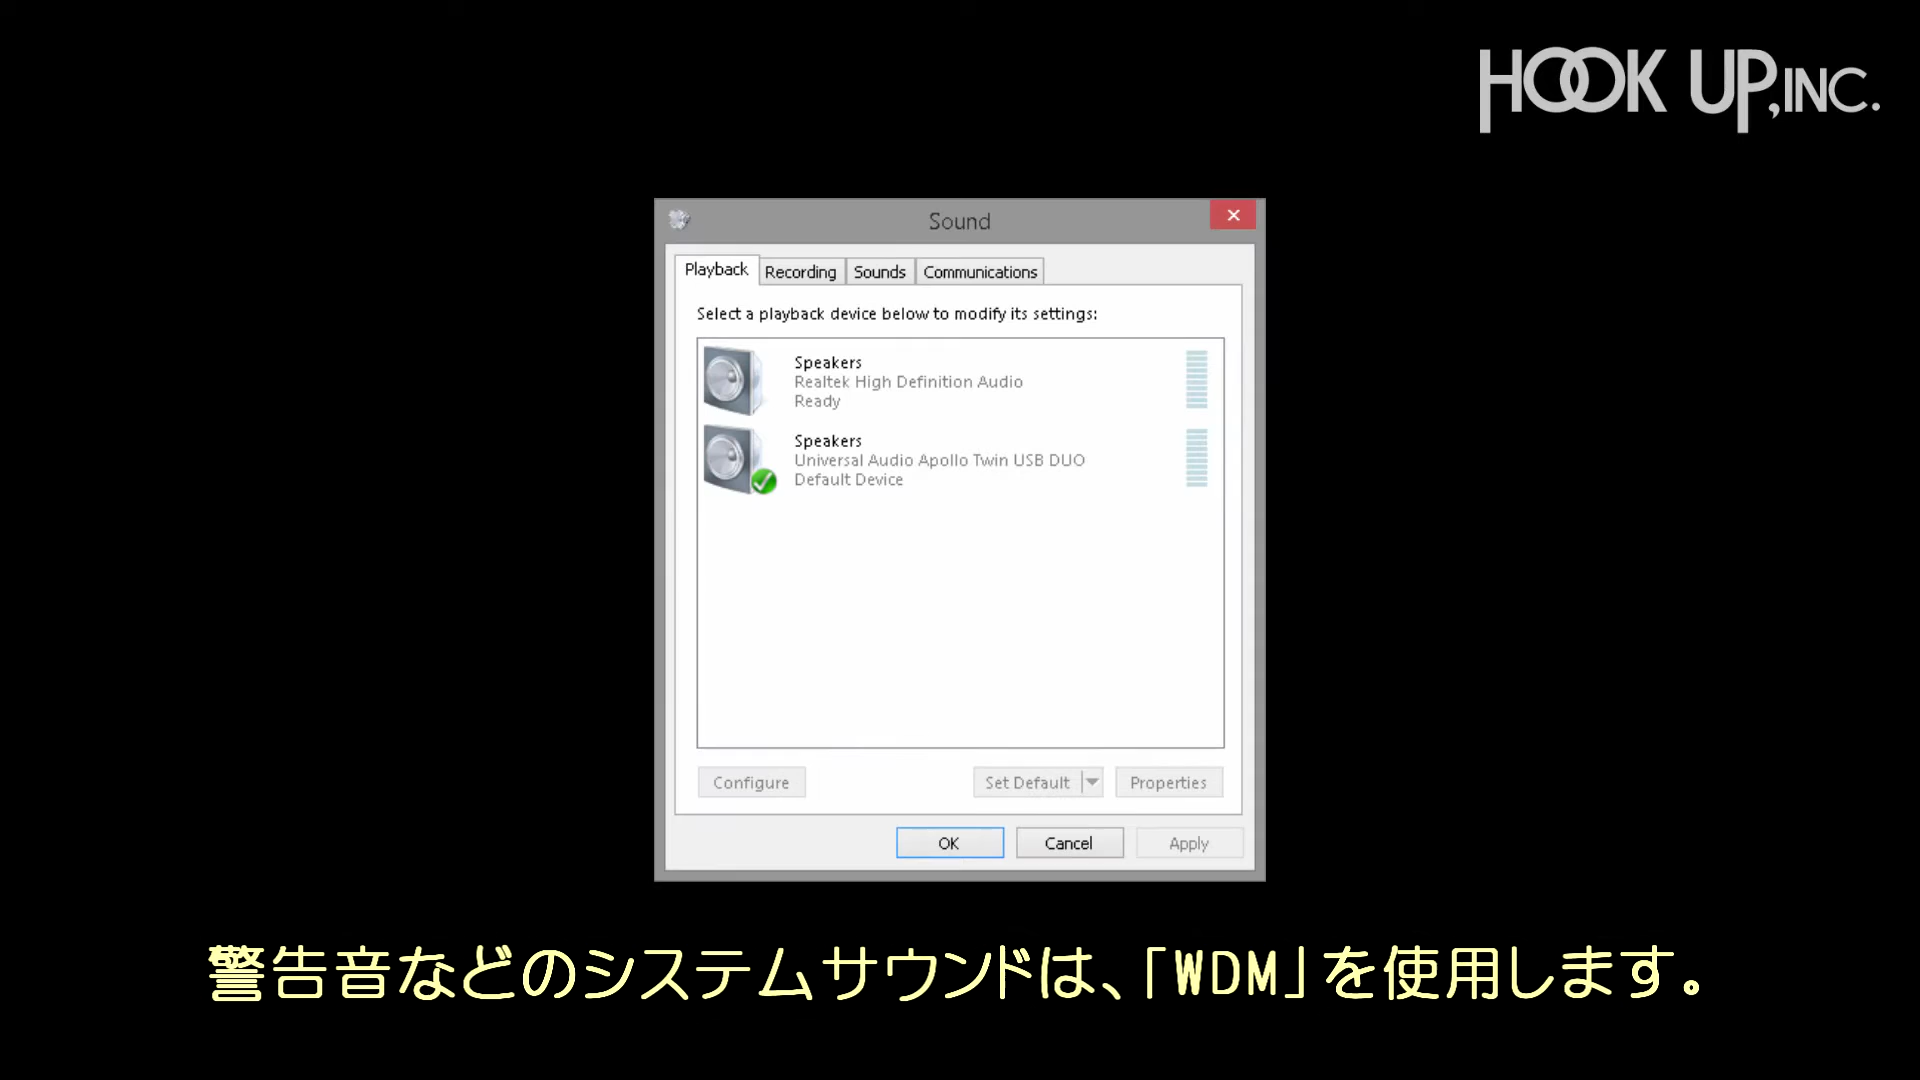 HOOK UP,INC.
Sound
Playback Recording Sounds Communications
Select a playback device below to modify its settings:
Speakers
Realtek High Definition Audio
Ready
Speakers
Universal Audio Apollo Twin USB DUO
Default Device
Configure Set Default Properties
OK Cancel Apply
警告音などのシステムサウンドは、「WDM」を使用します。